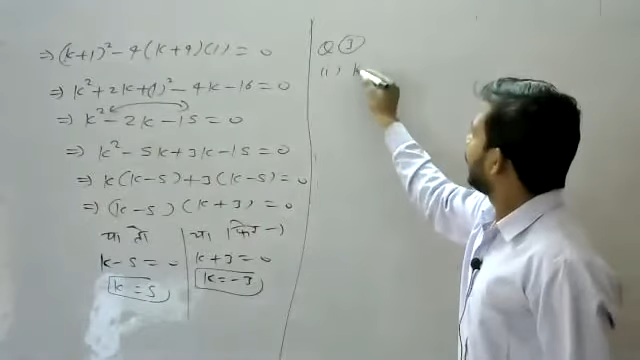 ⇒ (k+1)² - 4(k+4)(1) = 0
⇒ k² + 2k + (1)² - 4k - 16 = 0
⇒ k² - 2k - 15 = 0
⇒ k² - 5k + 3k - 15 = 0
⇒ k(k-5) + 3(k-5) = 0
⇒ (k-5) (k+3) = 0
या तो
k - 5 = 0
k = 5
या फिर -)
k + 3 = 0
k = -3
Q (3)
(i) k